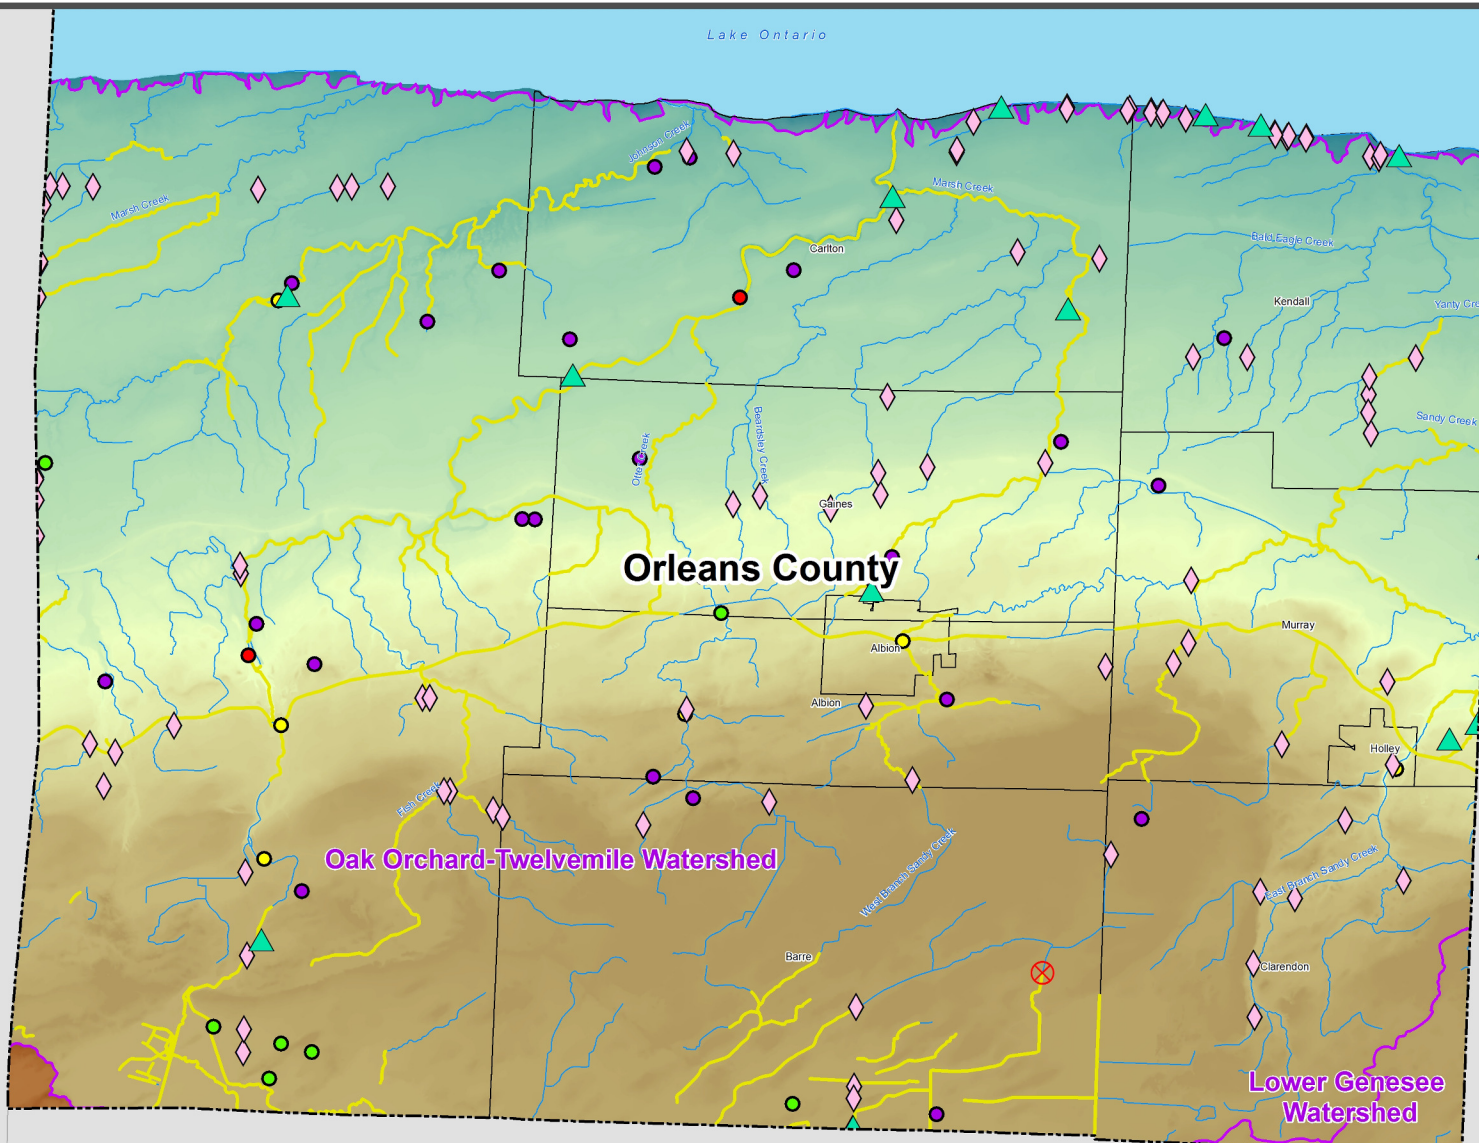 Lake Ontario
Johnson Creek
Marsh Creek
Marsh Creek
Carlton
Bald Eagle Creek
Kendall
Yanty Cre
Sandy Creek
Otter Creek
Beardsley Creek
Gaines
Orleans County
Murray
Albion
Albion
Holley
Fish Creek
Oak Orchard-Twelvemile Watershed
West Branch Sandy Creek
East Branch Sandy Creek
Barre
Clarendon
Lower Genesee
Watershed